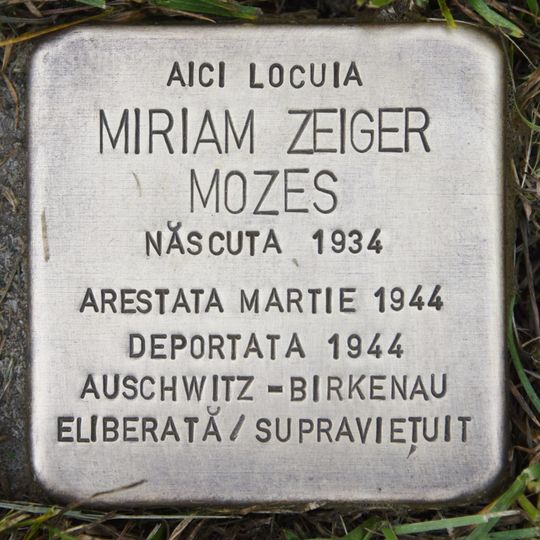 AICI LOCUIA
MIRIAM ZEIGER
MOZES
NĂSCUTA 1934
ARESTATA MARTIE 1944
DEPORTATA 1944
AUSCHWITZ - BIRKENAU
ELIBERATĂ / SUPRAVIEȚUIT